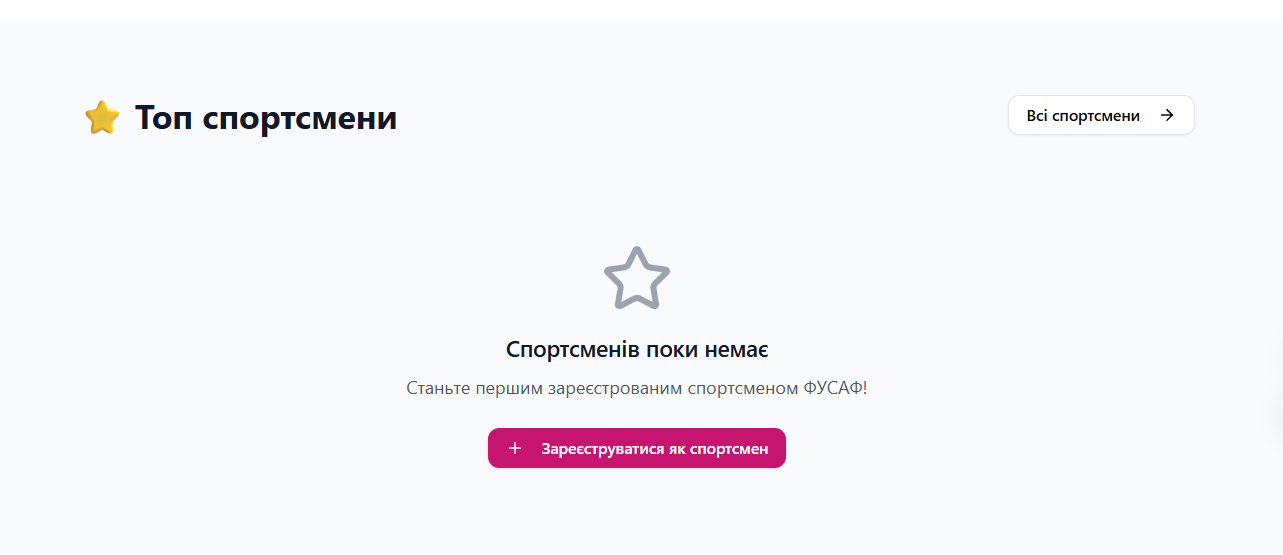 Топ спортсмени
Всі спортсмени
Спортсменів поки немає
Станьте першим зареєстрованим спортсменом ФУСАФ!
Зареєструватися як спортсмен